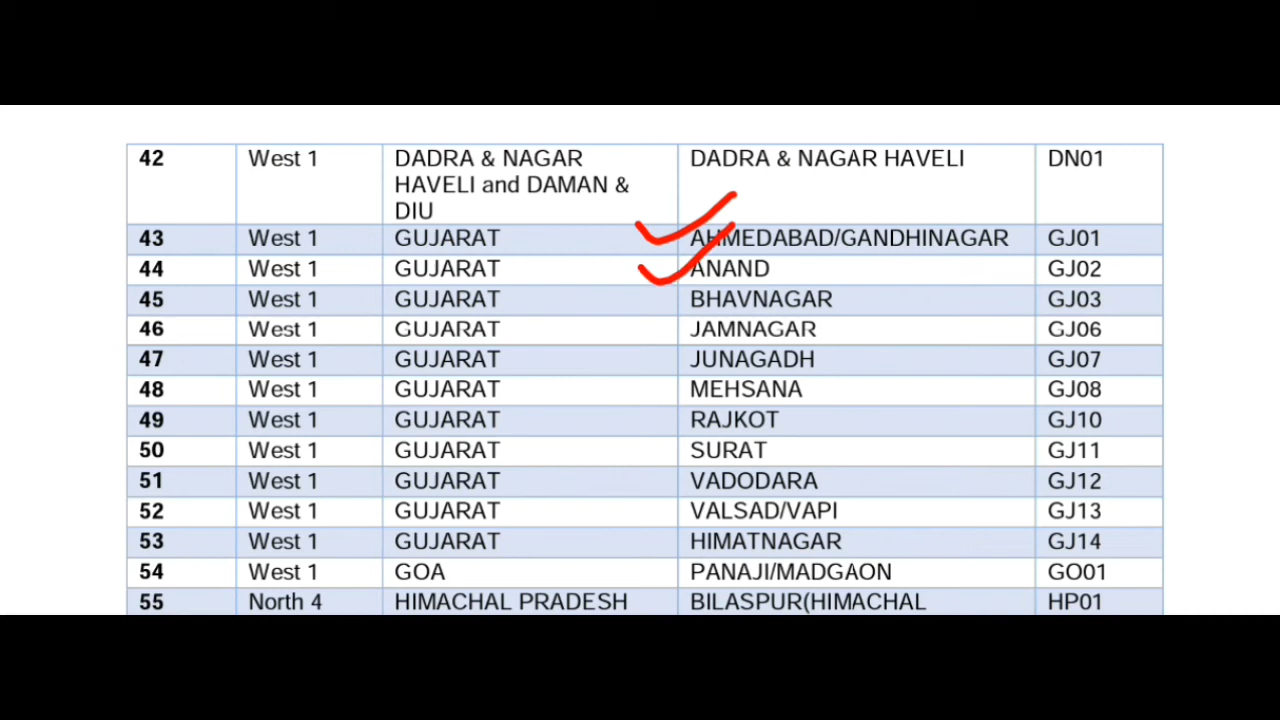 42 West 1 DADRA & NAGAR DADRA & NAGAR HAVELI DN01
HAVELI and DAMAN &
DIU
43 West 1 GUJARAT AHMEDABAD/GANDHINAGAR GJ01
44 West 1 GUJARAT ANAND GJ02
45 West 1 GUJARAT BHAVNAGAR GJ03
46 West 1 GUJARAT JAMNAGAR GJ06
47 West 1 GUJARAT JUNAGADH GJ07
48 West 1 GUJARAT MEHSANA GJ08
49 West 1 GUJARAT RAJKOT GJ10
50 West 1 GUJARAT SURAT GJ11
51 West 1 GUJARAT VADODARA GJ12
52 West 1 GUJARAT VALSAD/VAPI GJ13
53 West 1 GUJARAT HIMATNAGAR GJ14
54 West 1 GOA PANAJI/MADGAON GO01
55 North 4 HIMACHAL PRADESH BILASPUR(HIMACHAL HP01